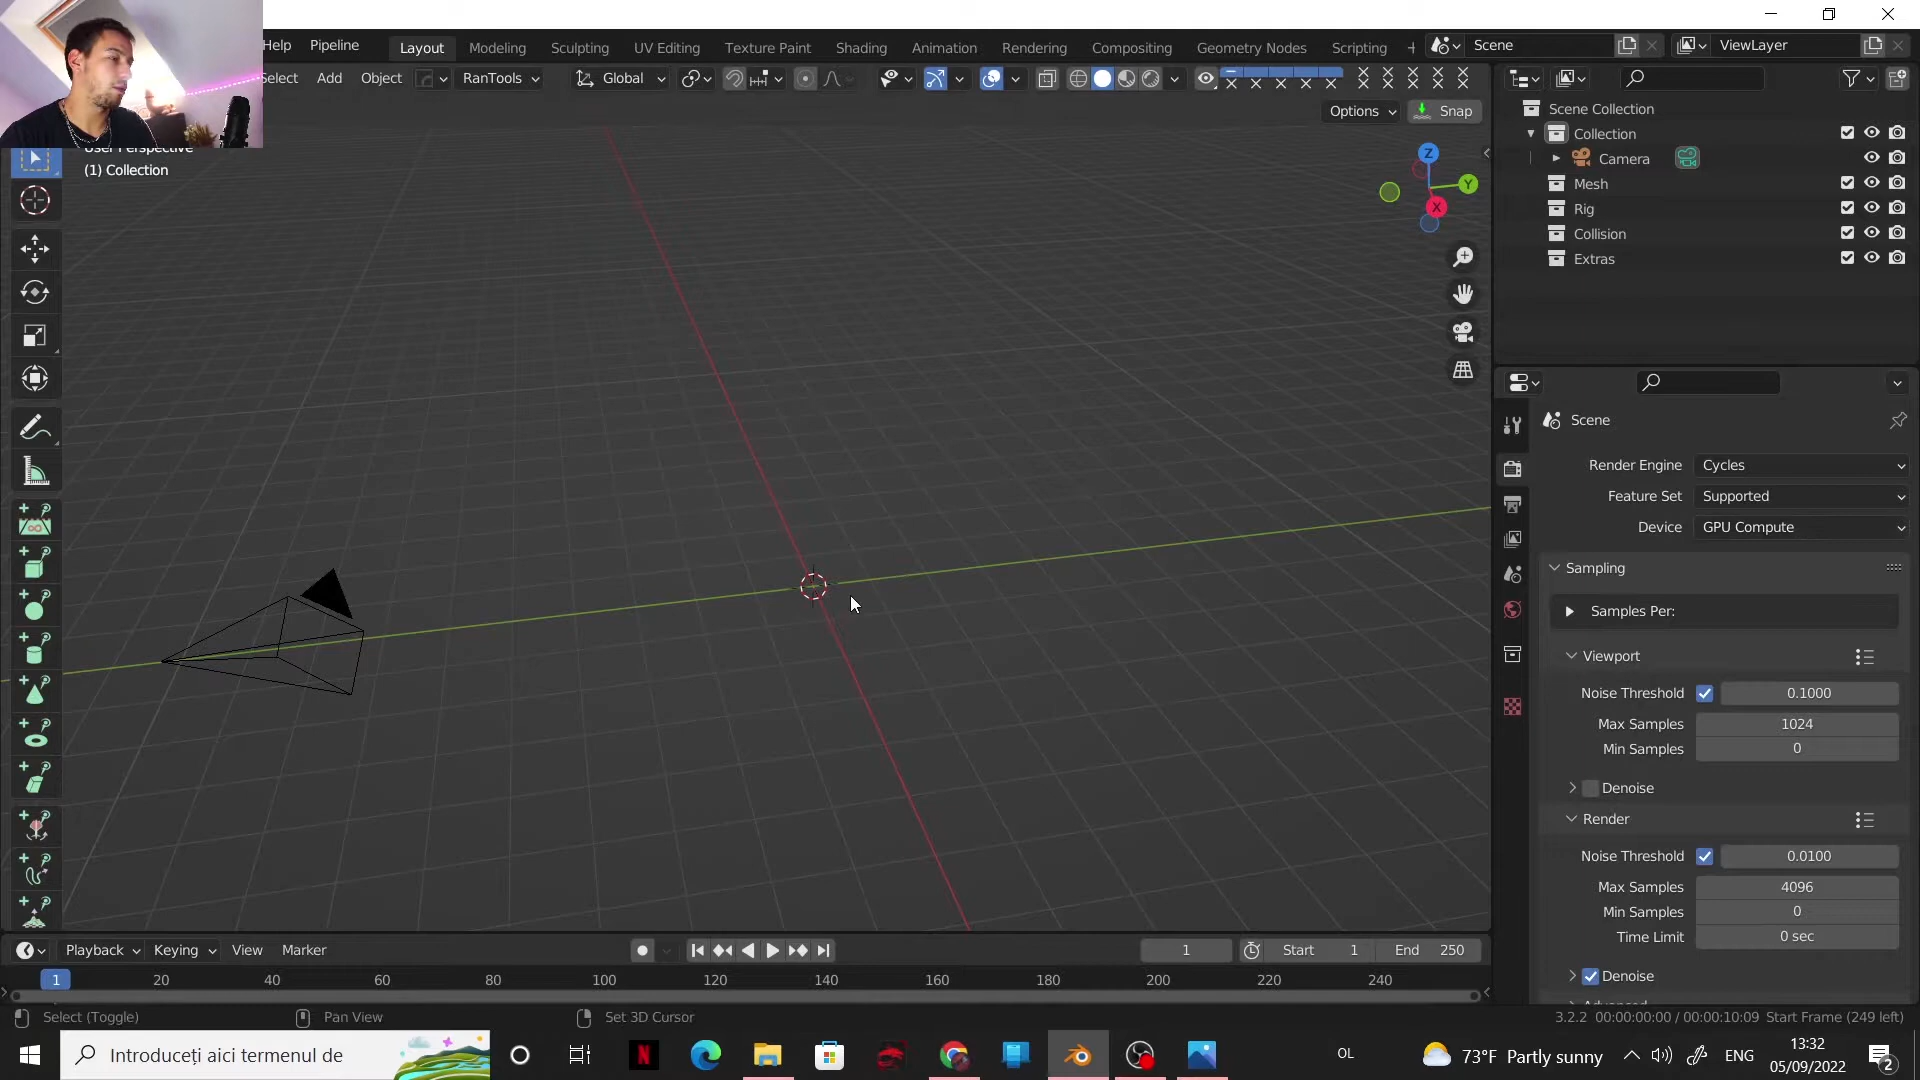 Help Pipeline Layout Modeling Sculpting UV Editing Texture Paint Shading Animation Rendering Compositing Geometry Nodes Scripting + Scene ViewLayer
Select Add Object RanTools Global
Options Snap
(1) Collection
Z
Y
X
Scene Collection
Collection
Camera
Mesh
Rig
Collision
Extras
Scene
Render Engine Cycles
Feature Set Supported
Device GPU Compute
Sampling
Samples Per:
Viewport
Noise Threshold 0.1000
Max Samples 1024
Min Samples 0
Denoise
Render
Noise Threshold 0.0100
Max Samples 4096
Min Samples 0
Time Limit 0 sec
Denoise
Playback Keying View Marker 1 Start 1 End 250
1 20 40 60 80 100 120 140 160 180 200 220 240
Select (Toggle) Pan View Set 3D Cursor 3.2.2 00:00:00:00 / 00:00:10:09 Start Frame (249 left)
Introduceți aici termenul de N OL 73°F Partly sunny ENG 13:32
05/09/2022 2